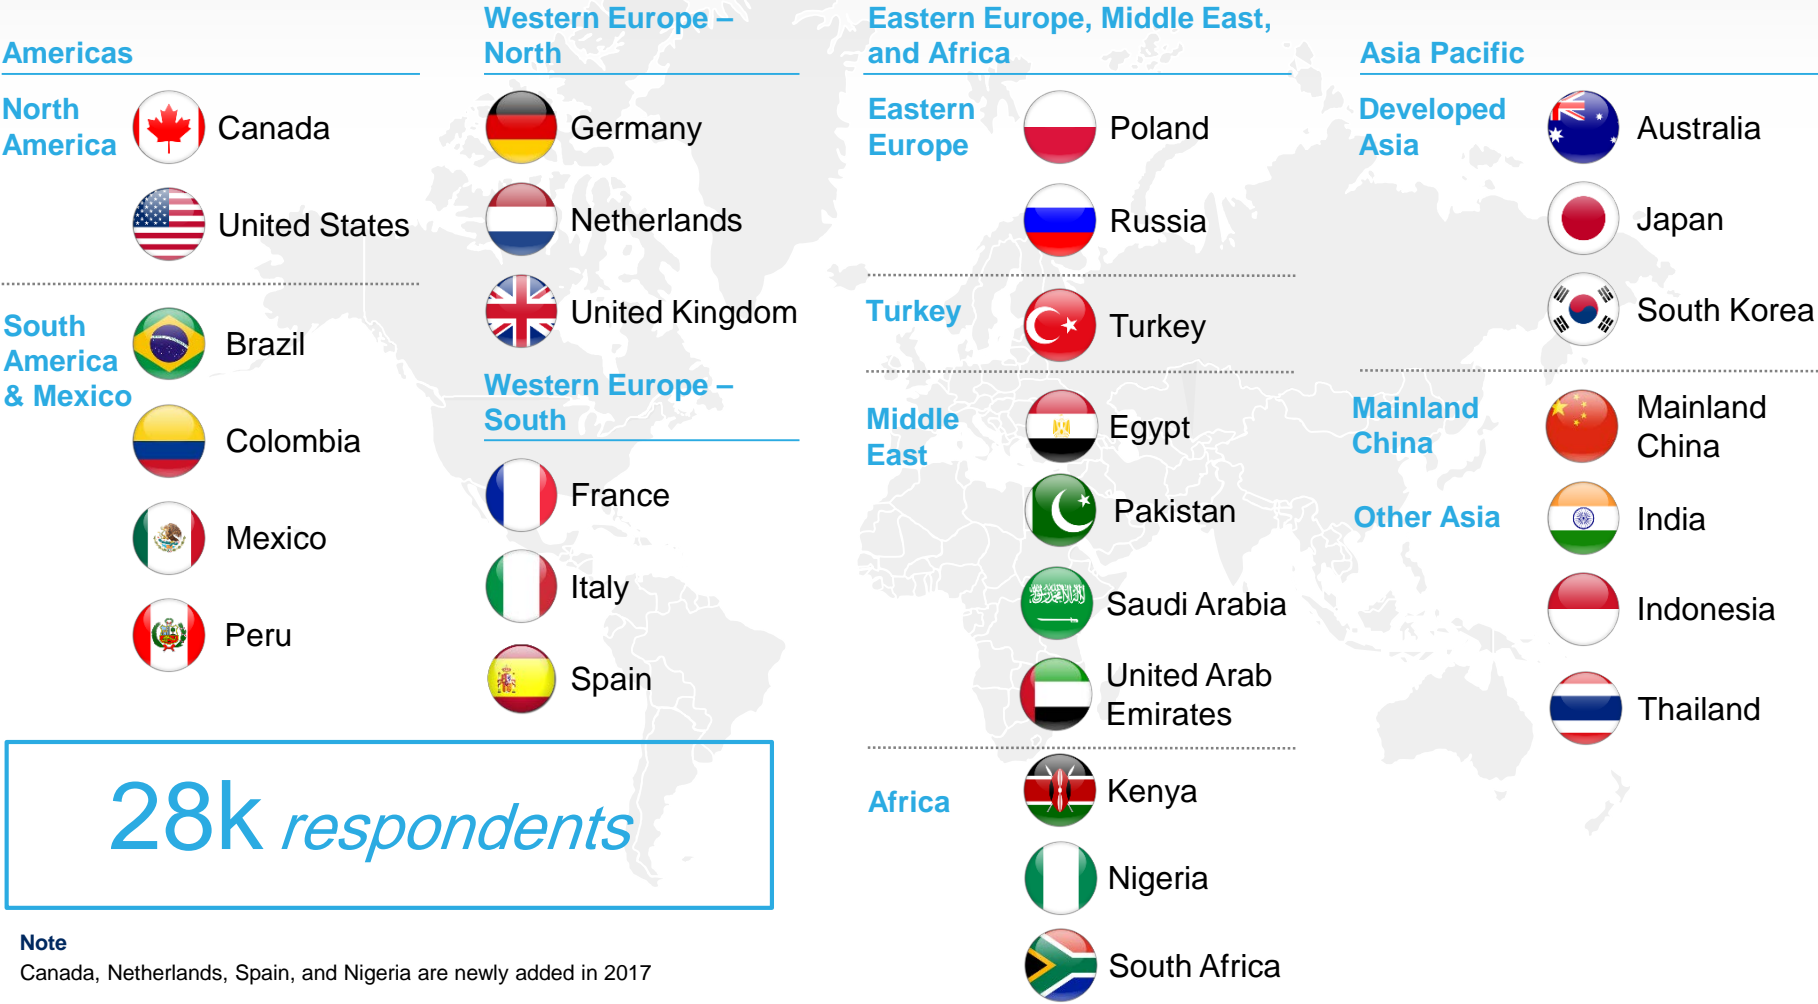 Americas
North
America
Canada
United States
South
America
& Mexico
Brazil
Colombia
Mexico
Peru
Western Europe –
North
Germany
Netherlands
United Kingdom
Western Europe –
South
France
Italy
Spain
Eastern Europe, Middle East,
and Africa
Eastern
Europe
Poland
Russia
Turkey
Turkey
Middle
East
Egypt
Pakistan
Saudi Arabia
United Arab
Emirates
Africa
Kenya
Nigeria
South Africa
Asia Pacific
Developed
Asia
Australia
Japan
South Korea
Mainland
China
Mainland
China
Other Asia
India
Indonesia
Thailand
28k respondents
Note
Canada, Netherlands, Spain, and Nigeria are newly added in 2017